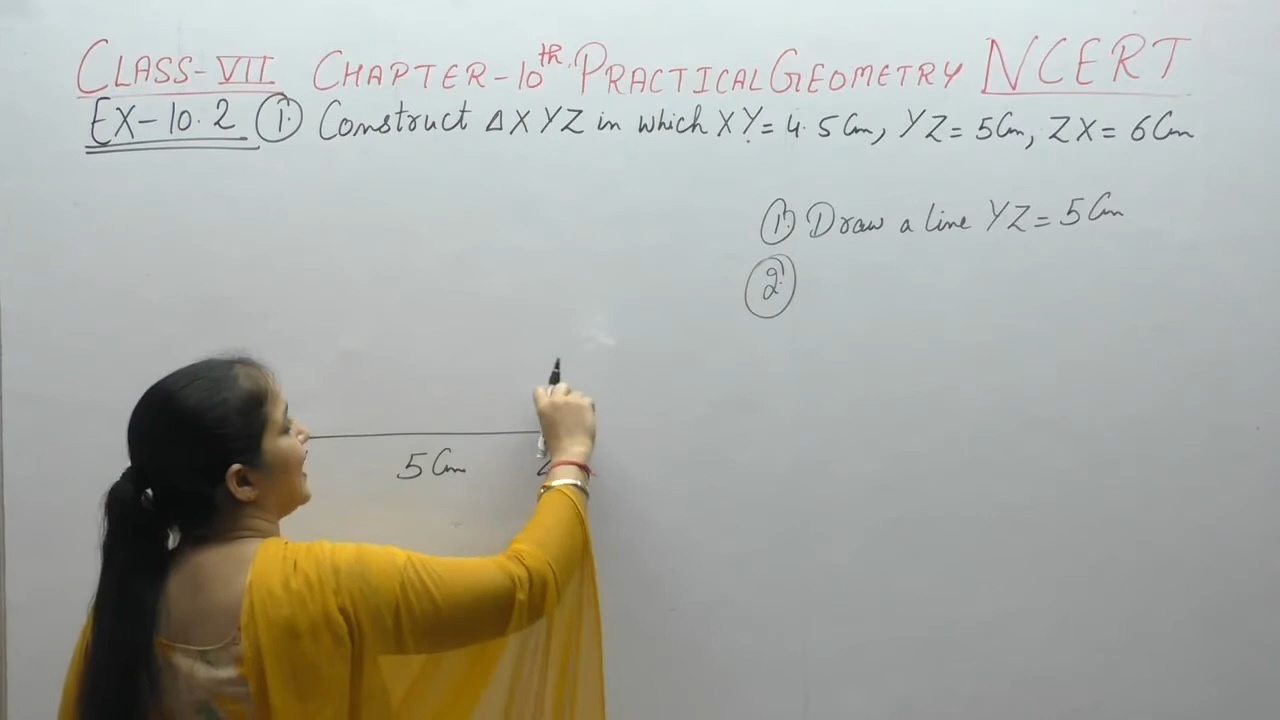 CLASS-VII CHAPTER-10th PRACTICAL GEOMETRY NCERT
EX-10.2 ① Construct ΔXYZ in which XY = 4.5 Cm, YZ = 5 Cm, ZX = 6 Cm
① Draw a line YZ = 5 Cm
②
5 Cm